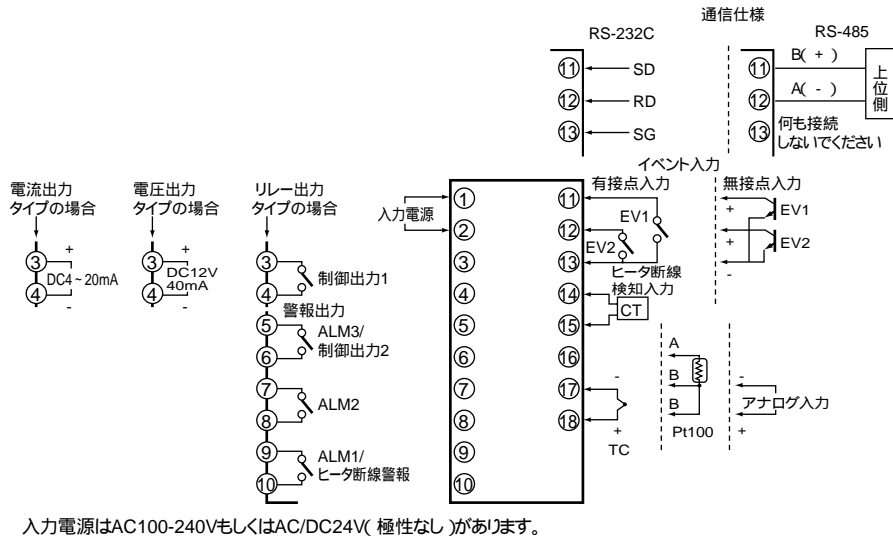 通信仕様
RS-232C
RS-485
⑪ SD
⑫ RD
⑬ SG
⑪ B( + )
⑫ A( - )
⑬ 何も接続
しないでください
上位側
電流出力
タイプの場合
③ +
DC4~20mA
④ -
電圧出力
タイプの場合
③ +
DC12V
40mA
④ -
リレー出力
タイプの場合
③
④
制御出力1
警報出力
⑤
⑥
ALM3/
制御出力2
⑦
⑧
ALM2
⑨
⑩
ALM1/
ヒータ断線警報
入力電源
①
②
③
④
⑤
⑥
⑦
⑧
⑨
⑩
⑪
⑫
⑬
⑭
⑮
⑯
⑰
⑱
イベント入力
有接点入力
EV1
EV2
無接点入力
+
EV1
+
EV2
-
ヒータ断線
検知入力
CT
-
+
TC
A
B
B
Pt100
-
アナログ入力
+
入力電源はAC100-240VもしくはAC/DC24V( 極性なし )があります。